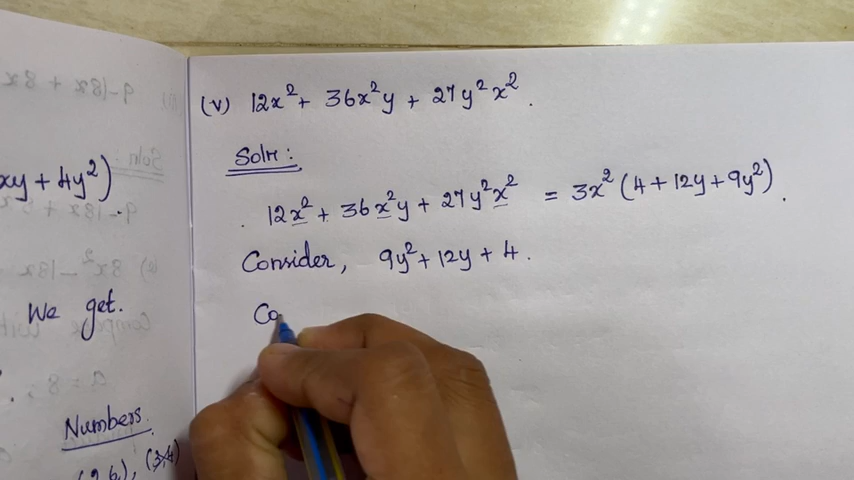 (v) 12x² + 36x²y + 27y²x².
Soln:
12x² + 36x²y + 27y²x² = 3x²(4+12y+9y²).
Consider, 9y² + 12y + 4.
Co
xy + 4y²).
We get.
Numbers